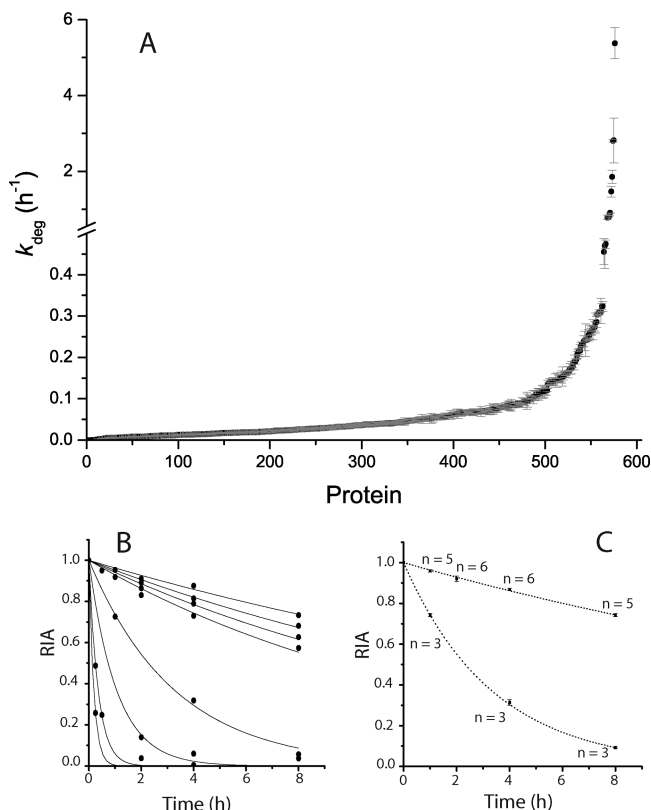 A
6
4
2
0.4
0.3
0.2
0.1
0.0
k deg (h⁻¹)
0 100 200 300 400 500 600
Protein
B
1.0
0.8
0.6
0.4
0.2
0.0
RIA
0 2 4 6 8
Time (h)
C
1.0
0.8
0.6
0.4
0.2
0.0
RIA
n = 5
n = 6
n = 6
n = 5
n = 3
n = 3
n = 3
0 2 4 6 8
Time (h)